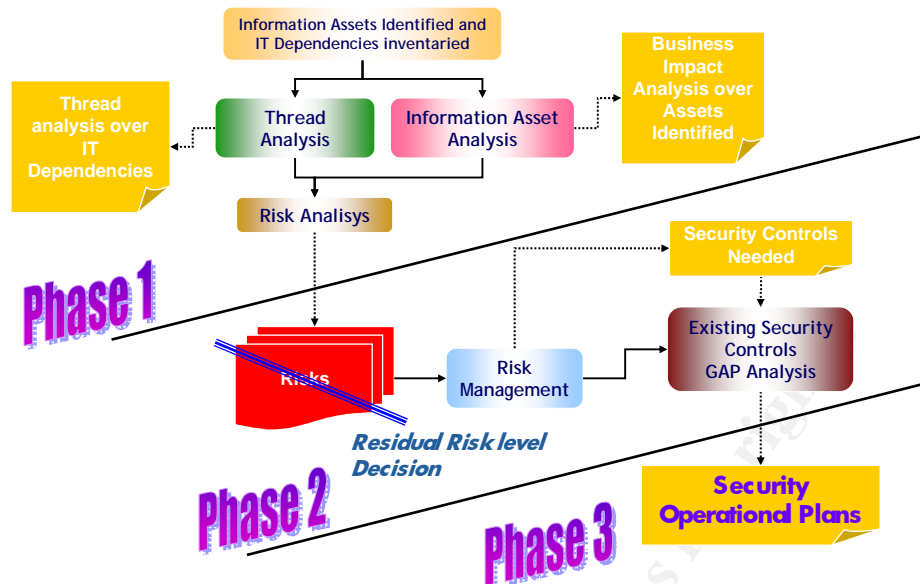 Information Assets Identified and
IT Dependencies inventaried
Business
Impact
Analysis over
Assets
Identified
Thread
analysis over
IT
Dependencies
Thread
Analysis
Information Asset
Analysis
Risk Analisys
Security Controls
Needed
Phase 1
Existing Security
Controls
GAP Analysis
Risks
Risk
Management
Residual Risk level
Decision
Phase 2
Security
Operational Plans
Phase 3